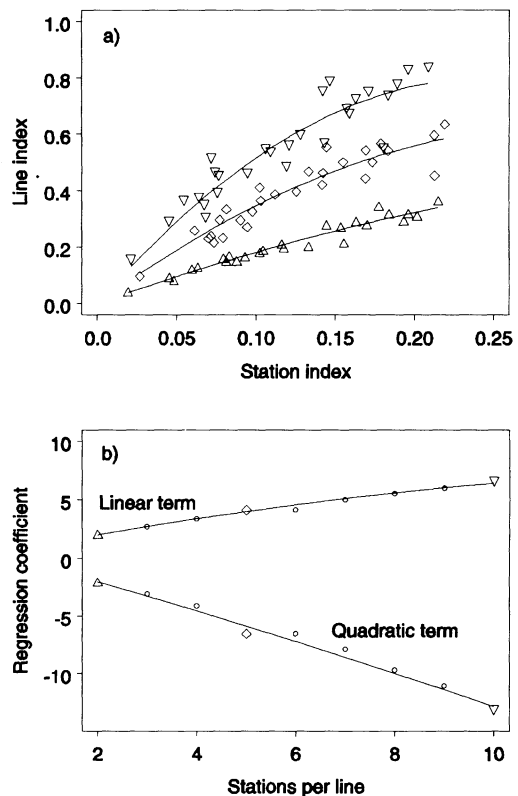 a)
1.0
0.8
0.6
0.4
0.2
0.0
Line index
0.0
0.05
0.10
0.15
0.20
0.25
Station index
b)
10
5
0
-5
-10
Regression coefficient
Linear term
Quadratic term
2
4
6
8
10
Stations per line